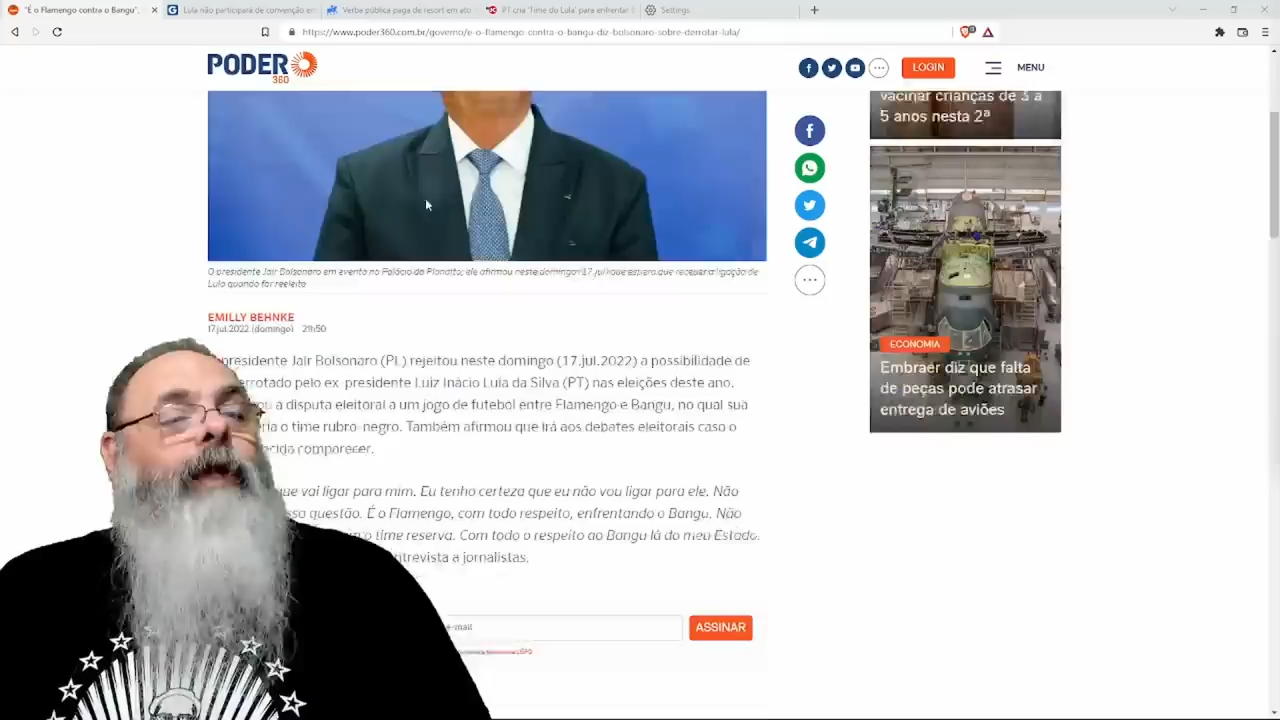 "É o Flamengo contra o Bangu",
Lula não participará de convenção em
Verba pública paga de resort em ato
PT cria 'Time do Lula' para enfrentar
Settings
https://www.poder360.com.br/governo/e-o-flamengo-contra-o-bangu-diz-bolsonaro-sobre-derrotar-lula/
PODER
360
LOGIN
MENU
vacinar crianças de 3 a
5 anos nesta 2ª
O presidente Jair Bolsonaro em evento no Palácio do Planalto; ele afirmou neste domingo 17 jul que espera que receberá ligação de
Lula quando for reeleito
EMILLY BEHNKE
17.jul.2022 (domingo) 21h50
presidente Jair Bolsonaro (PL) rejeitou neste domingo (17.jul.2022) a possibilidade de
errotado pelo ex-presidente Luiz Inácio Lula da Silva (PT) nas eleições deste ano.
ou a disputa eleitoral a um jogo de futebol entre Flamengo e Bangu, no qual sua
ria o time rubro-negro. Também afirmou que irá aos debates eleitorais caso o
cida comparecer.
que vai ligar para mim. Eu tenho certeza que eu não vou ligar para ele. Não
ssa questão. É o Flamengo, com todo respeito, enfrentando o Bangu. Não
o time reserva. Com todo o respeito ao Bangu lá do meu Estado.
ntrevista a jornalistas.
e-mail
ASSINAR
ECONOMIA
Embraer diz que falta
de peças pode atrasar
entrega de aviões